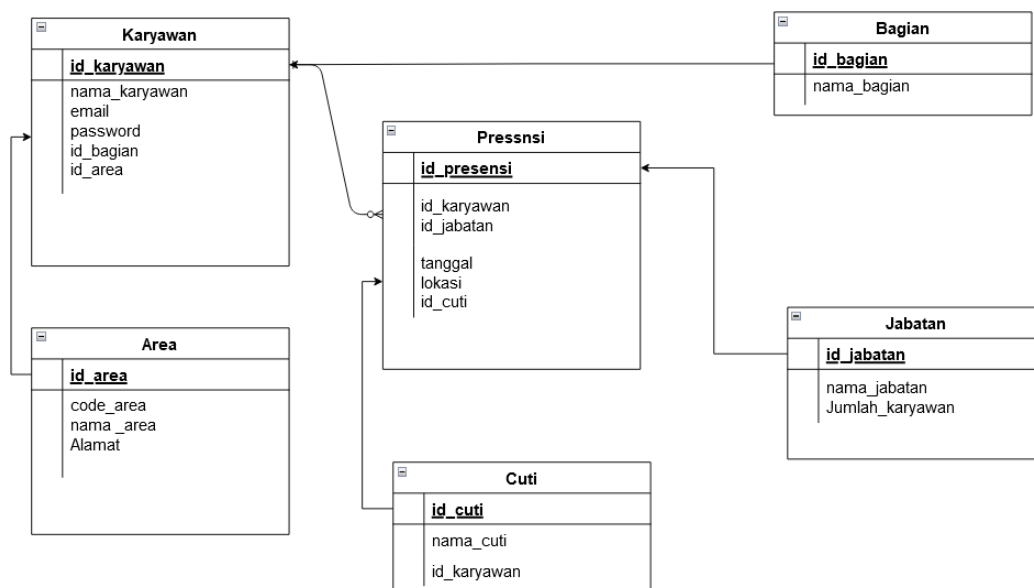 Karyawan
id_karyawan
nama_karyawan
email
password
id_bagian
id_area
Bagian
id_bagian
nama_bagian
Pressnsi
id_presensi
id_karyawan
id_jabatan
tanggal
lokasi
id_cuti
Area
id_area
code_area
nama _area
Alamat
Jabatan
id_jabatan
nama_jabatan
Jumlah_karyawan
Cuti
id_cuti
nama_cuti
id_karyawan